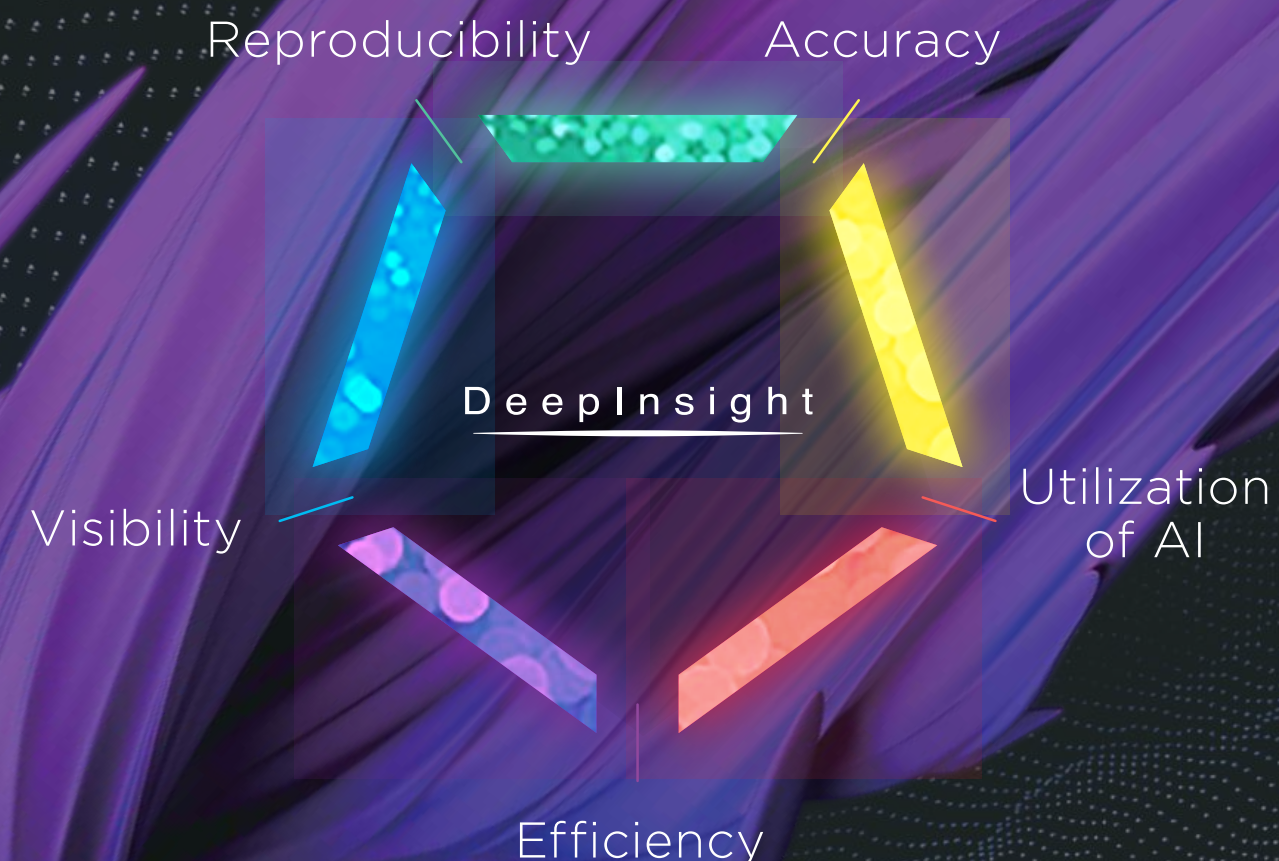 Reproducibility
Accuracy
DeepInsight
Visibility
Utilization
of AI
Efficiency